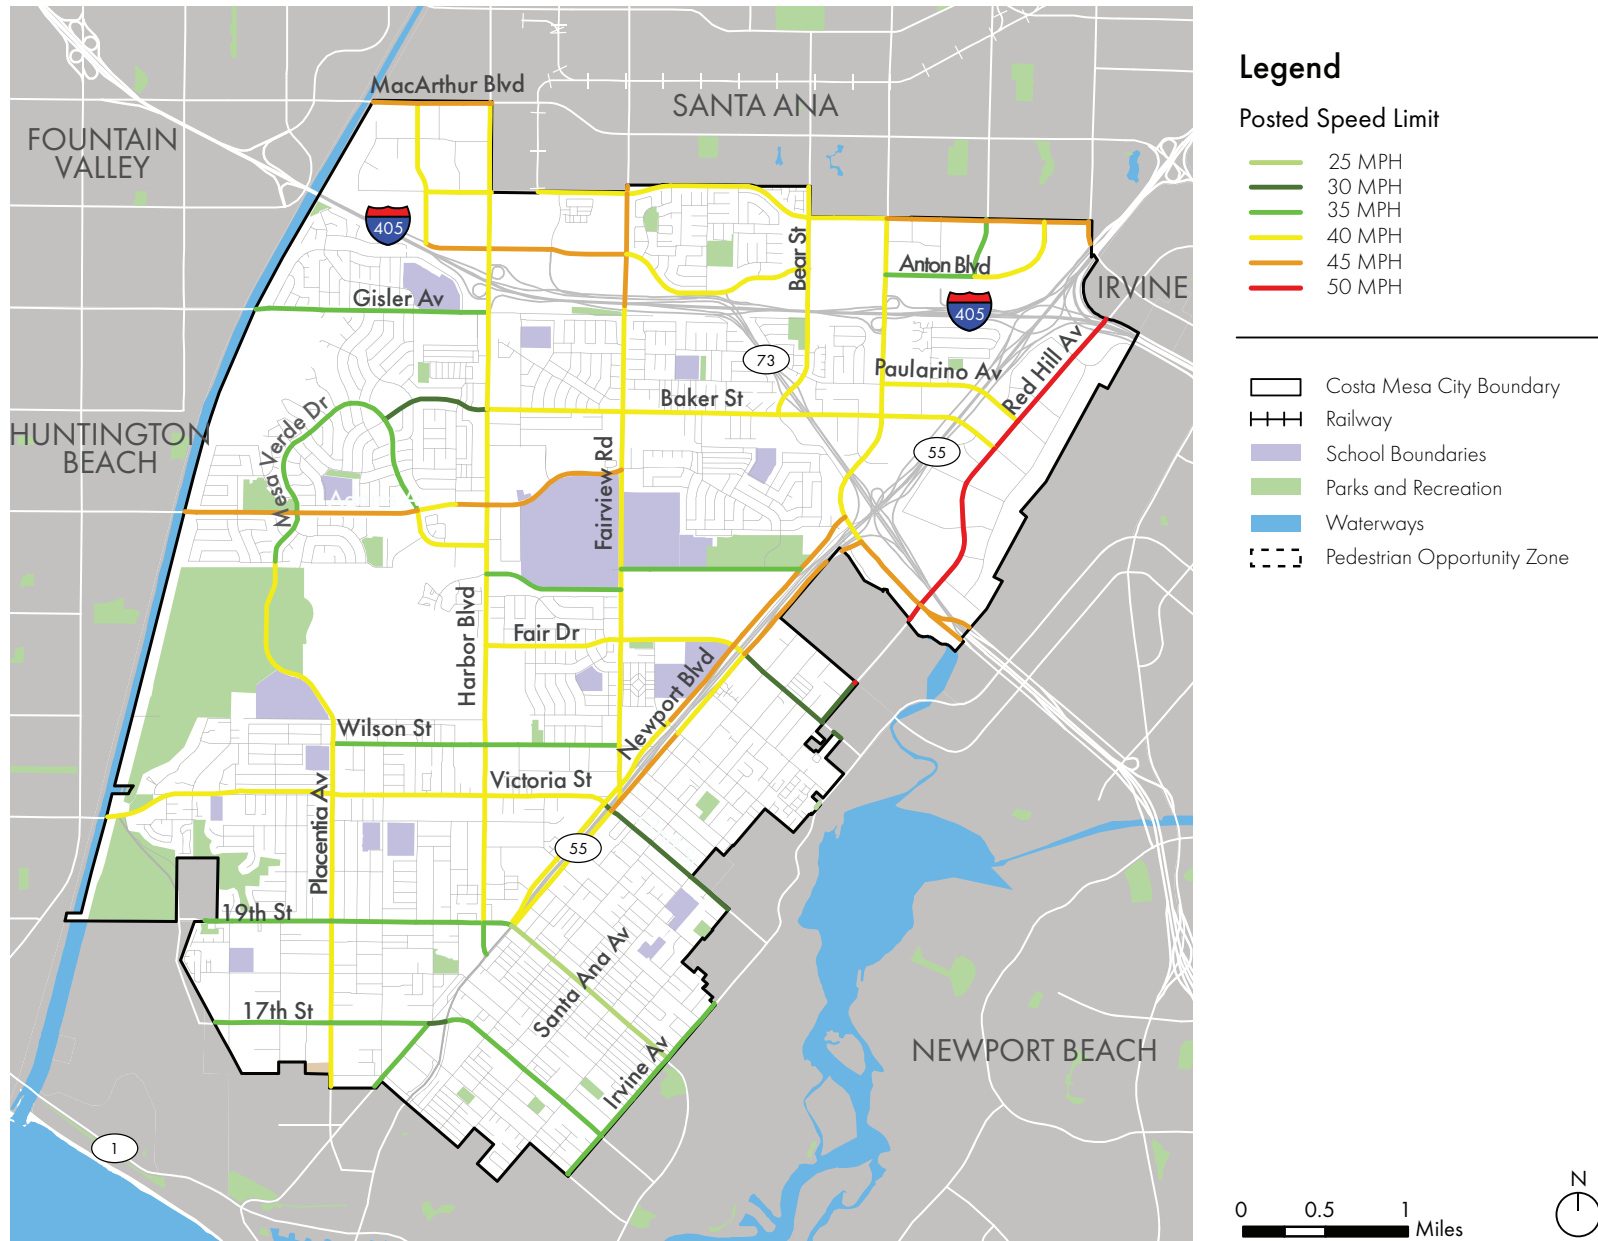 MacArthur Blvd
SANTA ANA
FOUNTAIN
VALLEY
405
Bear St
Anton Blvd
IRVINE
Gisler Av
405
73
Paularino Av
Red Hill Av
Baker St
HUNTINGTON
BEACH
Mesa Verde Dr
Fairview Rd
55
Harbor Blvd
Fair Dr
Newport Blvd
Wilson St
Victoria St
Placentia Av
55
19th St
Santa Ana Av
17th St
Irvine Av
NEWPORT BEACH
1
Legend
Posted Speed Limit
25 MPH
30 MPH
35 MPH
40 MPH
45 MPH
50 MPH
Costa Mesa City Boundary
Railway
School Boundaries
Parks and Recreation
Waterways
Pedestrian Opportunity Zone
N
0 0.5 1
Miles